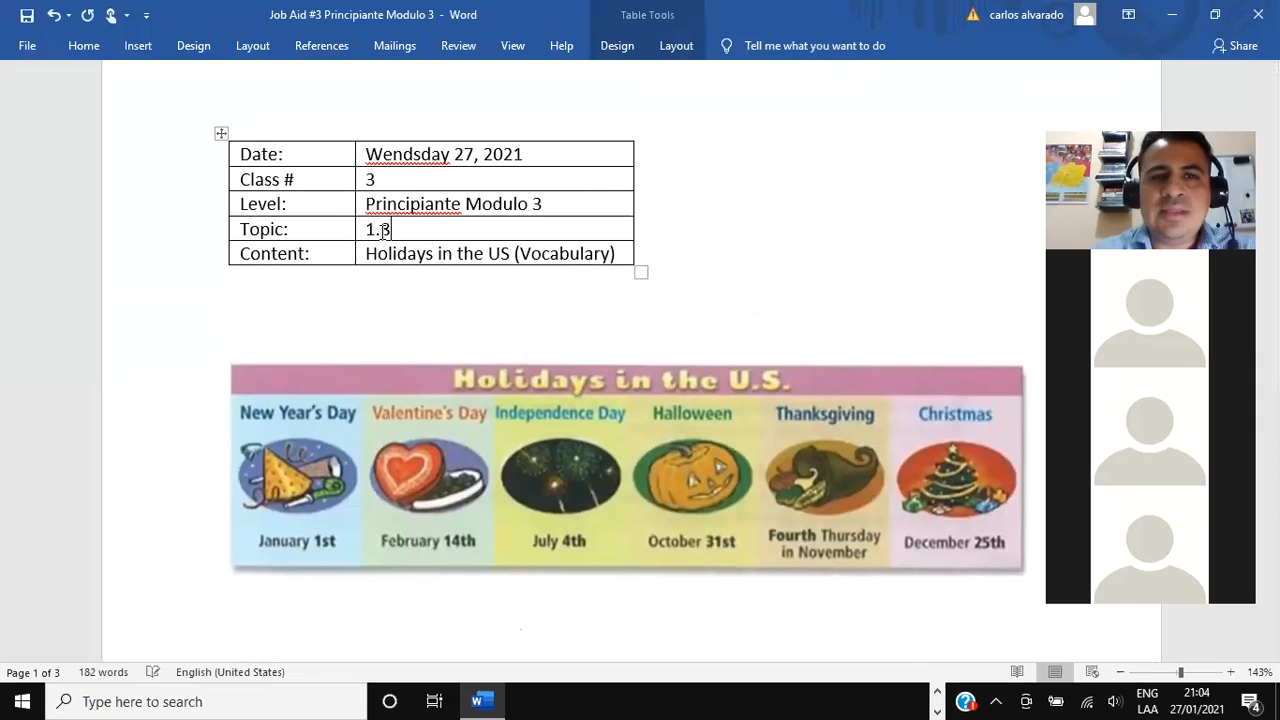 Job Aid #3 Principiante Modulo 3 - Word
Table Tools
carlos alvarado
File Home Insert Design Layout References Mailings Review View Help Design Layout Tell me what you want to do Share
Date: Wendsday 27, 2021
Class # 3
Level: Principiante Modulo 3
Topic: 1.3
Content: Holidays in the US (Vocabulary)
Holidays in the U.S.
New Year's Day Valentine's Day Independence Day Halloween Thanksgiving Christmas
January 1st February 14th July 4th October 31st Fourth Thursday in November December 25th
Page 1 of 3 182 words English (United States) 143%
Type here to search
ENG 21:04
LAA 27/01/2021 4